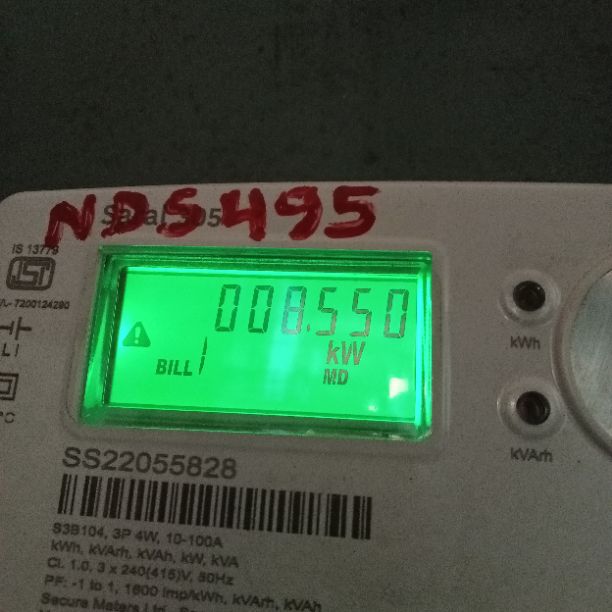 NDS495
IS 13779
7200124290
008.550
kW
BILL 1
MD
kWh
kVArh
SS22055828
S3B104, 3P 4W, 10-100A
kWh, kVArh, kVAh, kW, kVA
Cl. 1.0, 3 x 240(415)V, 50Hz
PF: -1 to 1, 1600 imp/kWh, kVArh, kVAh
Secure Meters Ltd.